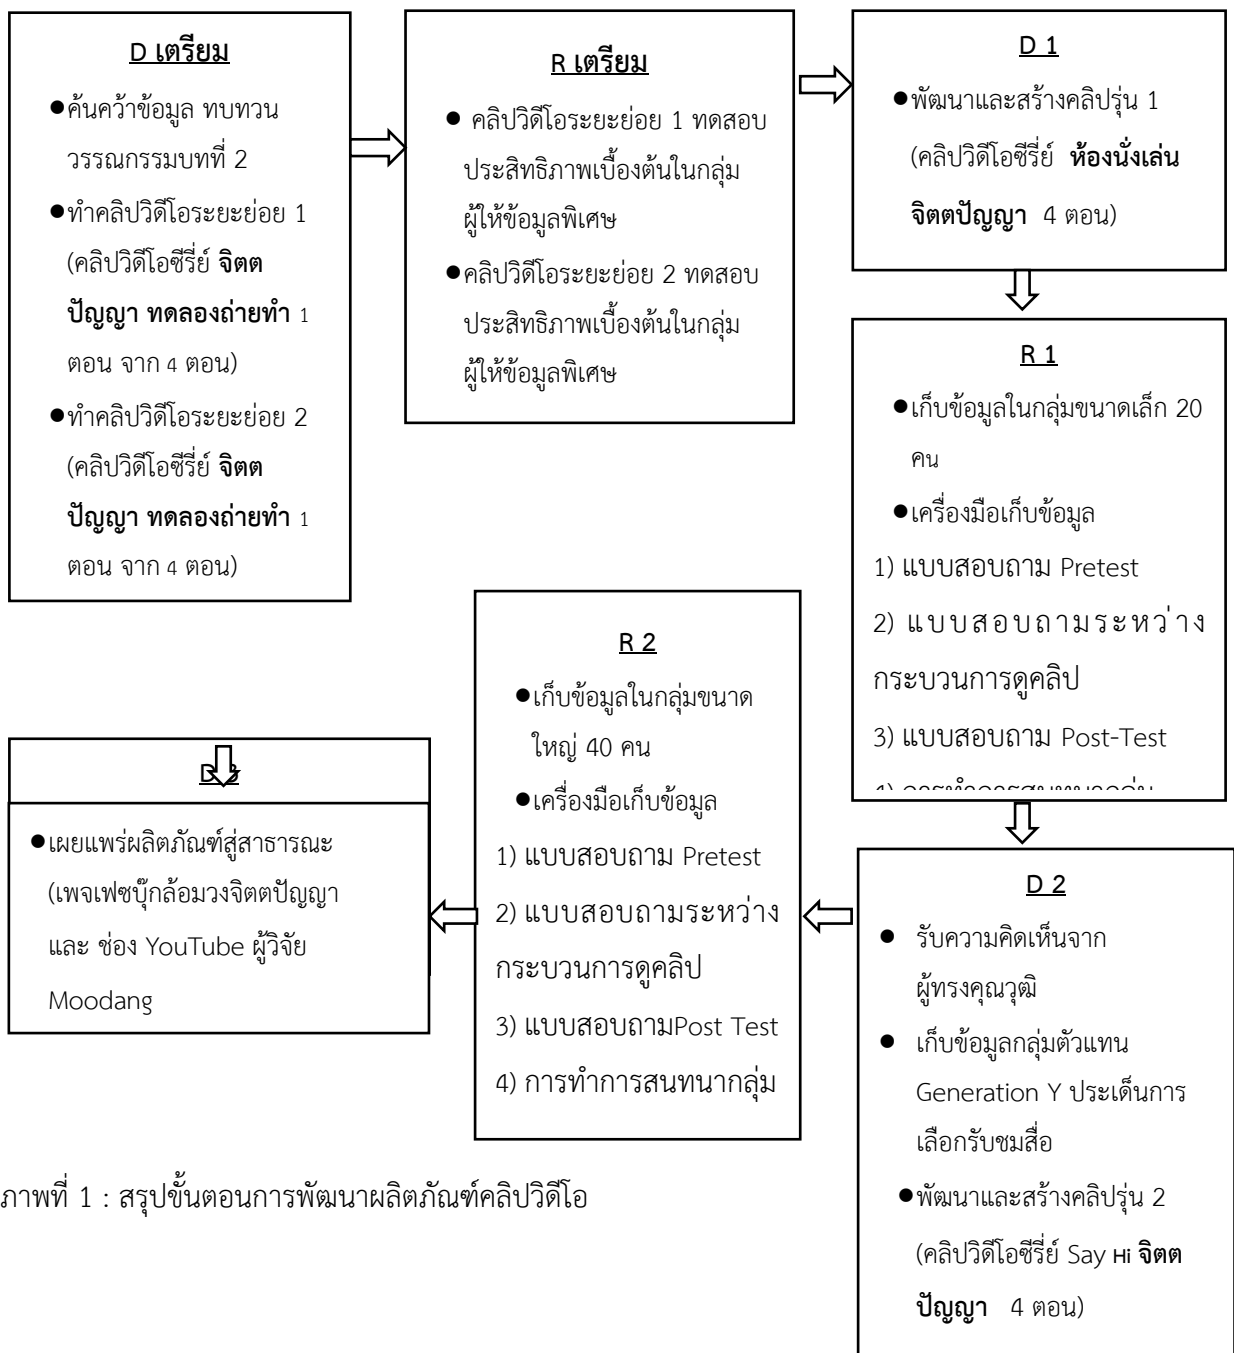 D เตรียม
●ค้นคว้าข้อมูล ทบทวน
วรรณกรรมบทที่ 2
●ทำคลิปวิดีโอระยะย่อย 1
(คลิปวิดีโอซีรี่ย์ จิตต
ปัญญา ทดลองถ่ายทำ 1
ตอน จาก 4 ตอน)
●ทำคลิปวิดีโอระยะย่อย 2
(คลิปวิดีโอซีรี่ย์ จิตต
ปัญญา ทดลองถ่ายทำ 1
ตอน จาก 4 ตอน)
R เตรียม
● คลิปวิดีโอระยะย่อย 1 ทดสอบ
ประสิทธิภาพเบื้องต้นในกลุ่ม
ผู้ให้ข้อมูลพิเศษ
●คลิปวิดีโอระยะย่อย 2 ทดสอบ
ประสิทธิภาพเบื้องต้นในกลุ่ม
ผู้ให้ข้อมูลพิเศษ
D 1
●พัฒนาและสร้างคลิปรุ่น 1
(คลิปวิดีโอซีรี่ย์ ห้องนั่งเล่น
จิตตปัญญา 4 ตอน)
R 1
●เก็บข้อมูลในกลุ่มขนาดเล็ก 20
คน
●เครื่องมือเก็บข้อมูล
1) แบบสอบถาม Pretest
2) แบบสอบถามระหว่าง
กระบวนการดูคลิป
3) แบบสอบถาม Post-Test
4) การทำการสนทนากลุ่ม
D 2
● รับความคิดเห็นจาก
ผู้ทรงคุณวุฒิ
● เก็บข้อมูลกลุ่มตัวแทน
Generation Y ประเด็นการ
เลือกรับชมสื่อ
●พัฒนาและสร้างคลิปรุ่น 2
(คลิปวิดีโอซีรี่ย์ Say Hi จิตต
ปัญญา 4 ตอน)
R 2
●เก็บข้อมูลในกลุ่มขนาด
ใหญ่ 40 คน
●เครื่องมือเก็บข้อมูล
1) แบบสอบถาม Pretest
2) แบบสอบถามระหว่าง
กระบวนการดูคลิป
3) แบบสอบถามPost Test
4) การทำการสนทนากลุ่ม
D 3
●เผยแพร่ผลิตภัณฑ์สู่สาธารณะ
(เพจเฟซบุ๊กล้อมวงจิตตปัญญา
และ ช่อง YouTube ผู้วิจัย
Moodang
ภาพที่ 1 : สรุปขั้นตอนการพัฒนาผลิตภัณฑ์คลิปวิดีโอ